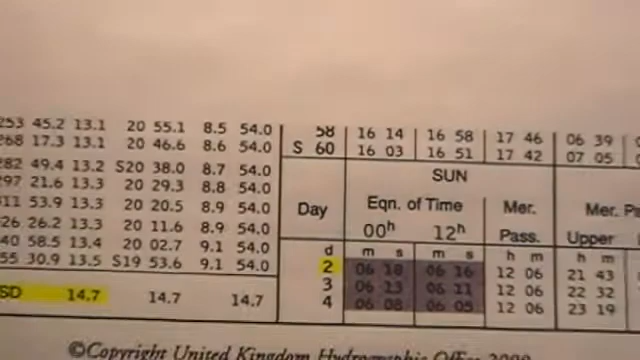 253 45.2 13.1 20 55.1 8.5 54.0 58 16 14 16 58 17 46 06 39
268 17.3 13.1 20 46.6 8.6 54.0 S 60 16 03 16 51 17 42 07 05
282 49.4 13.2 S20 38.0 8.7 54.0 SUN
297 21.6 13.3 20 29.3 8.8 54.0
311 53.9 13.3 20 20.5 8.9 54.0 Day Eqn. of Time Mer.
26 26.2 13.3 20 11.6 8.9 54.0 00h 12h Pass. Upper
40 58.5 13.4 20 02.7 9.1 54.0 d m s m s h m h m
55 30.9 13.5 S19 53.6 9.1 54.0 2 06 18 06 16 12 06 21 43
3 06 13 06 11 12 06 22 32
SD 14.7 14.7 14.7 4 06 08 06 05 12 06 23 19
©Copyright United Kingdom Hydrographic Office